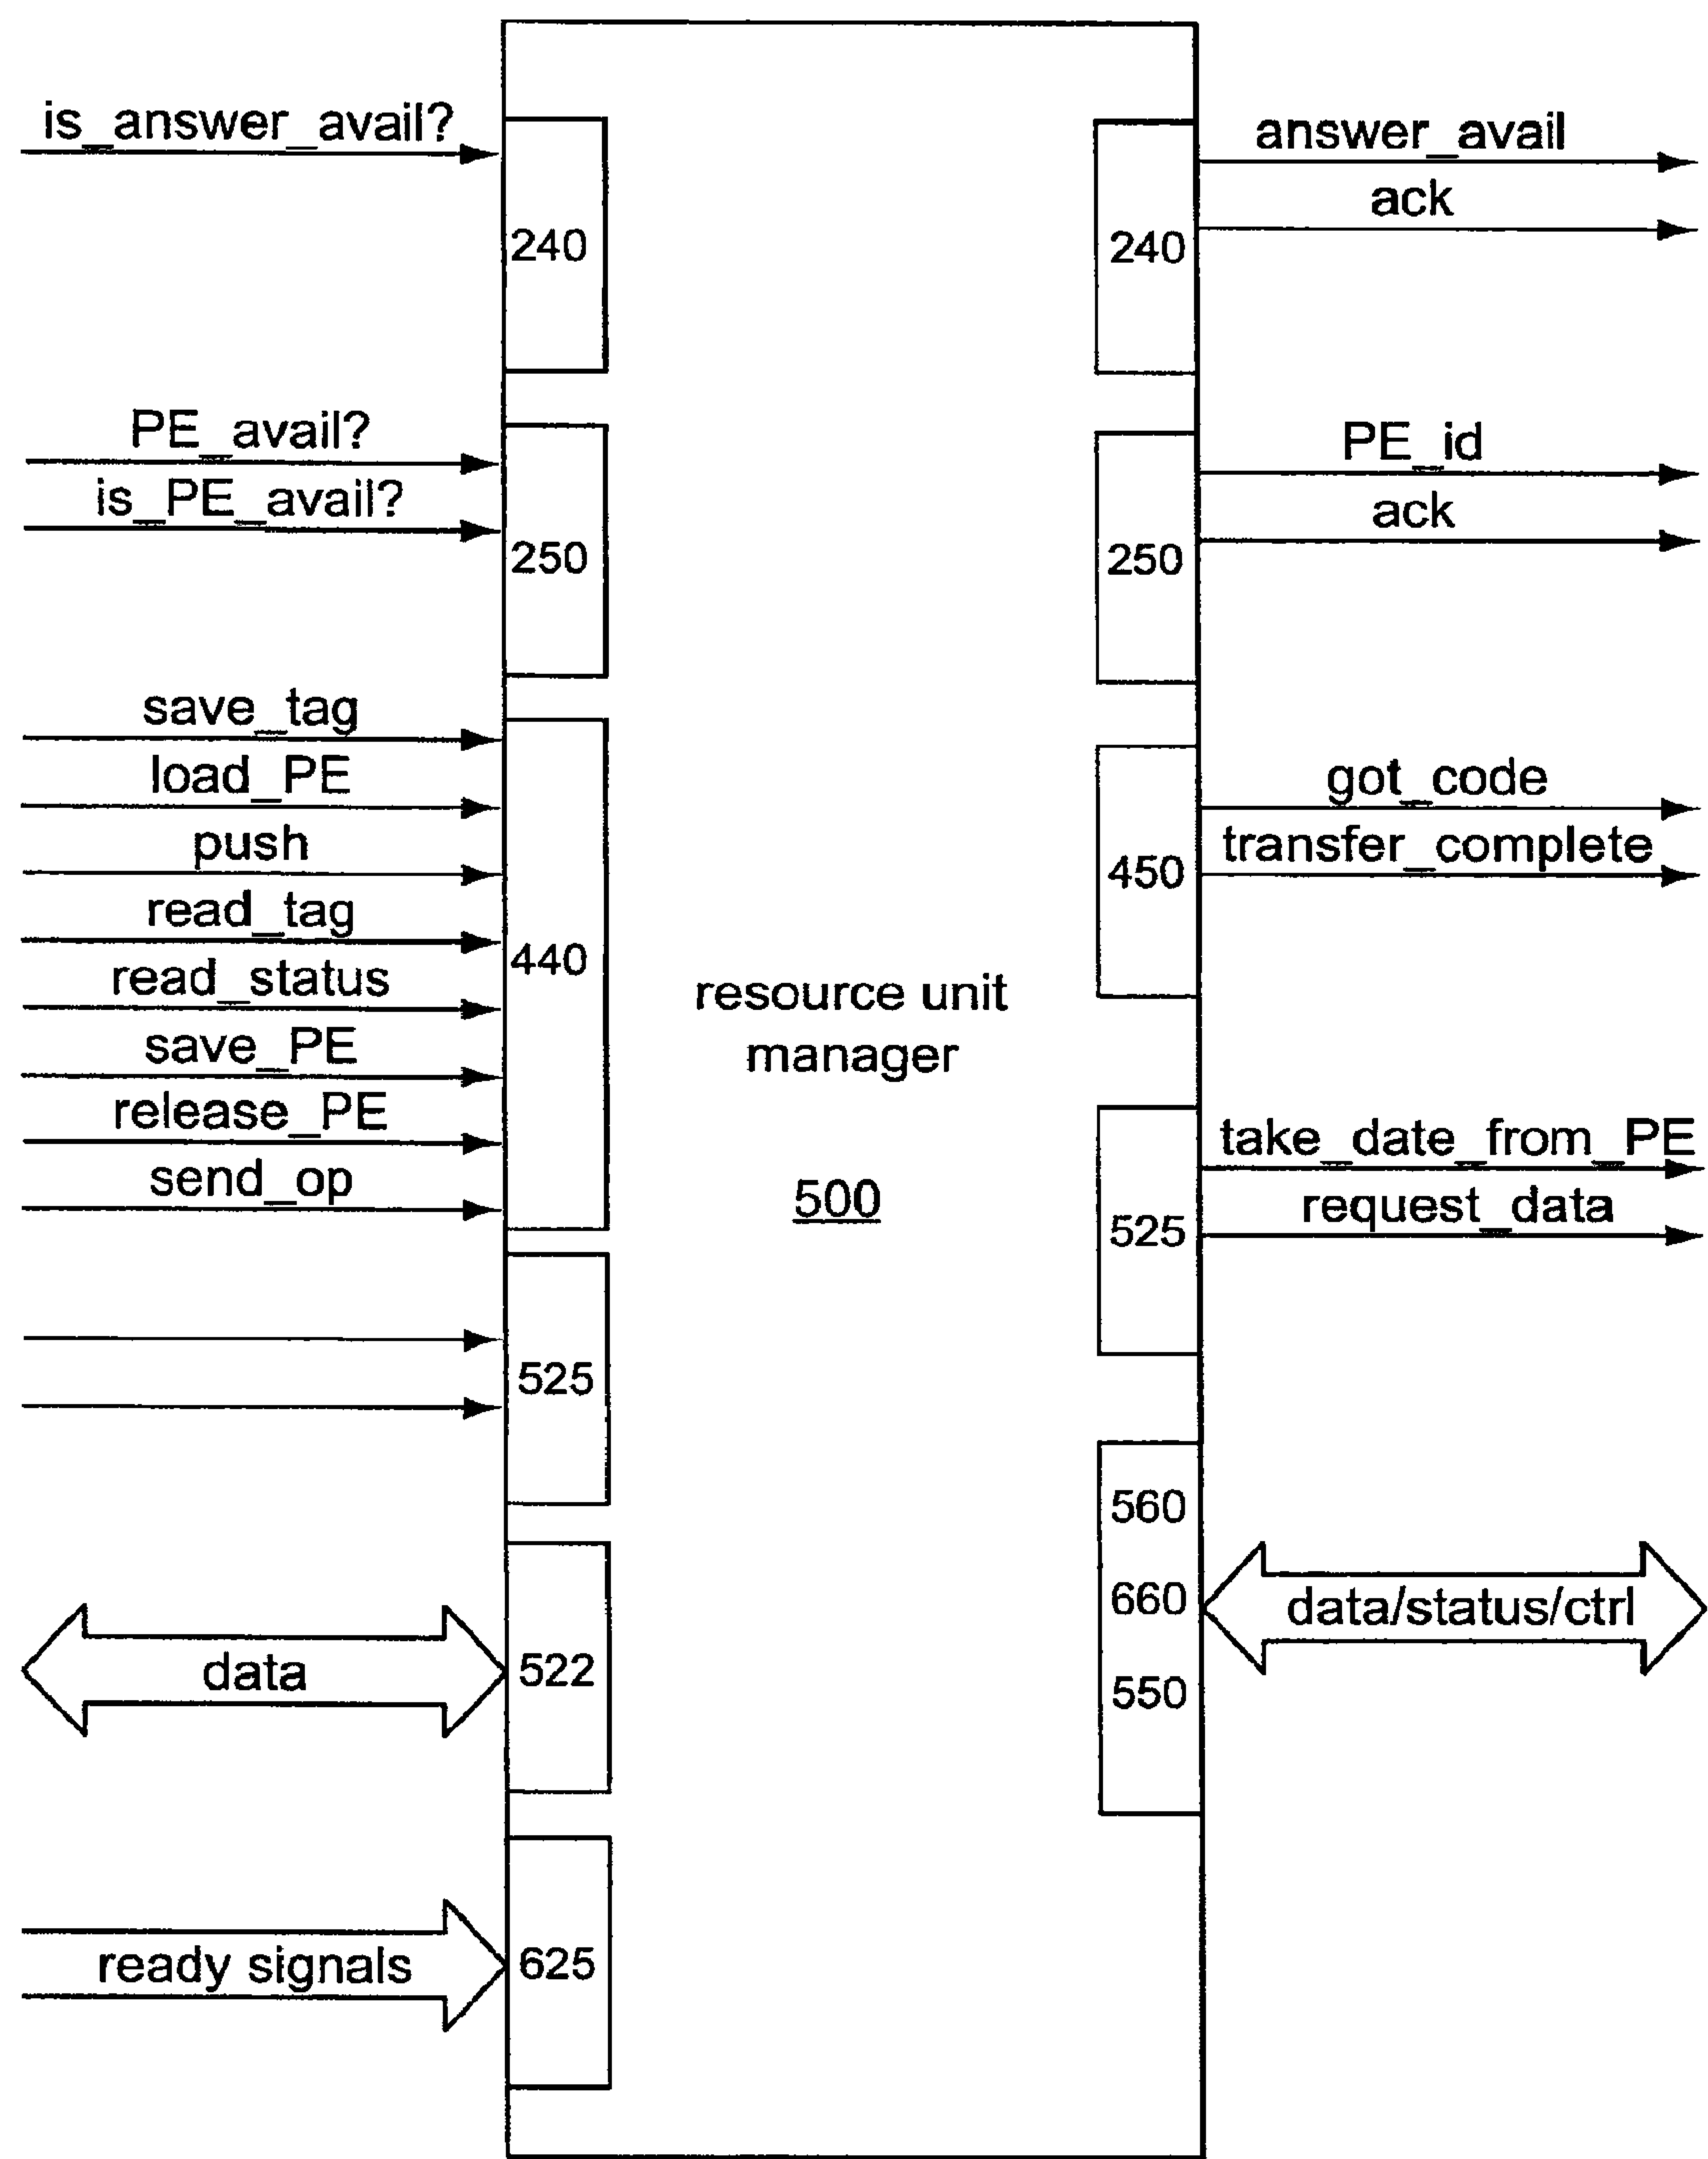 is_answer_avail?
240
PE_avail?
is_PE_avail?
250
save_tag
load_PE
push
read_tag
read_status
save_PE
release_PE
send_op
440
525
data
522
ready signals
625
resource unit
manager
500
240
answer_avail
ack
250
PE_id
ack
450
got_code
transfer_complete
525
take_date_from_PE
request_data
560
660
550
data/status/ctrl